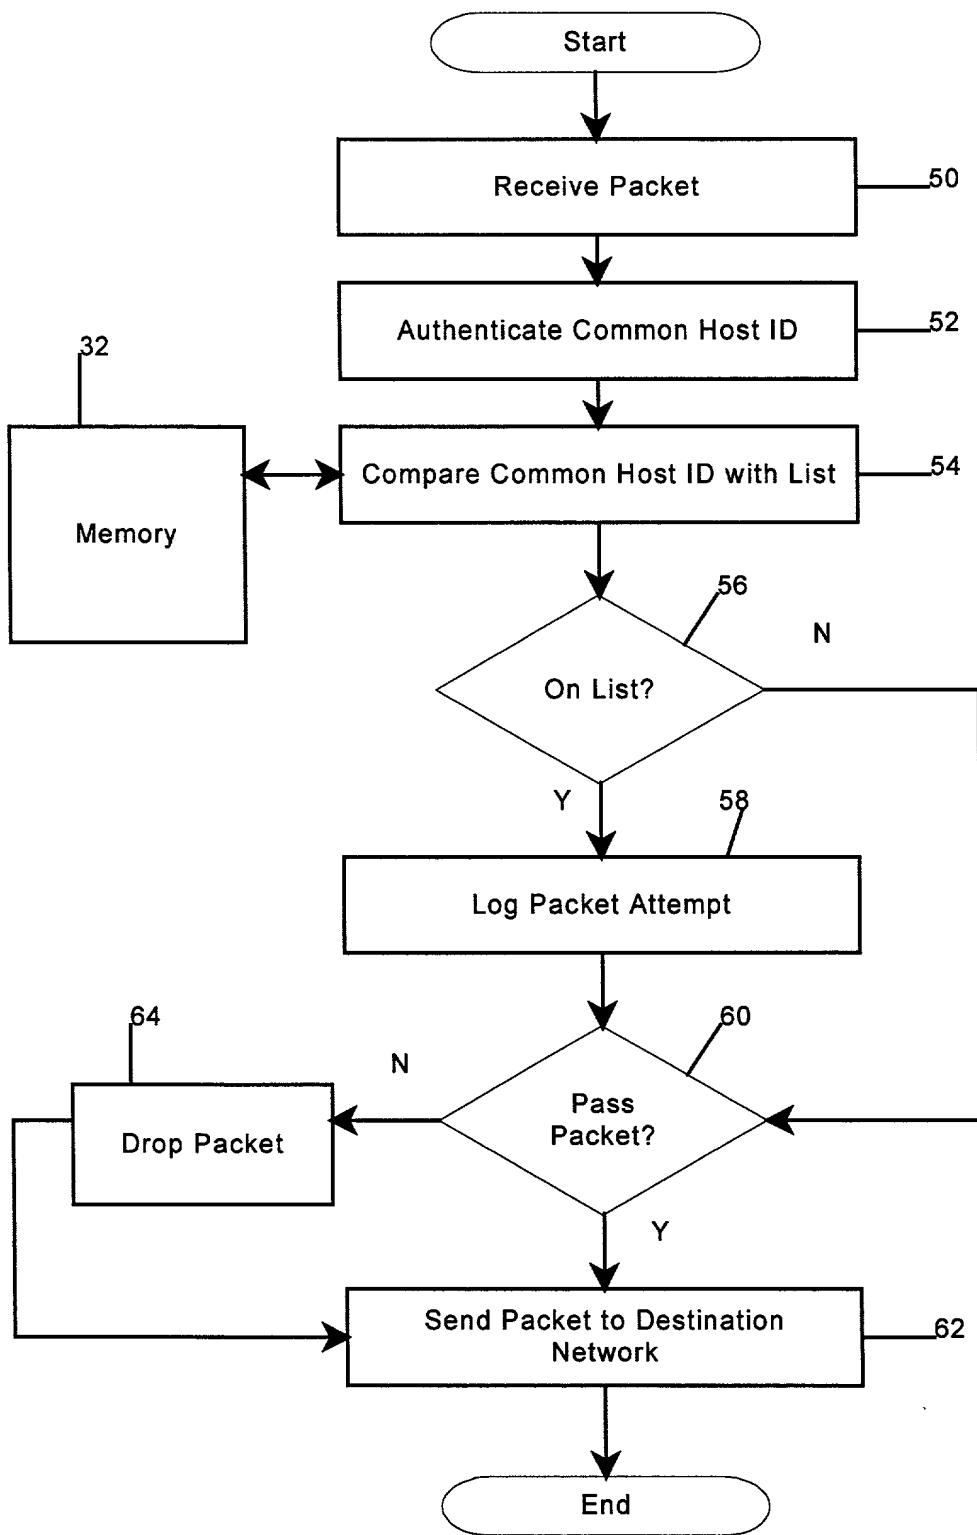 Start
Receive Packet
50
Authenticate Common Host ID
52
32
Compare Common Host ID with List
54
Memory
56
N
On List?
Y
58
Log Packet Attempt
64
60
N
Pass
Packet?
Drop Packet
Y
Send Packet to Destination
Network
62
End